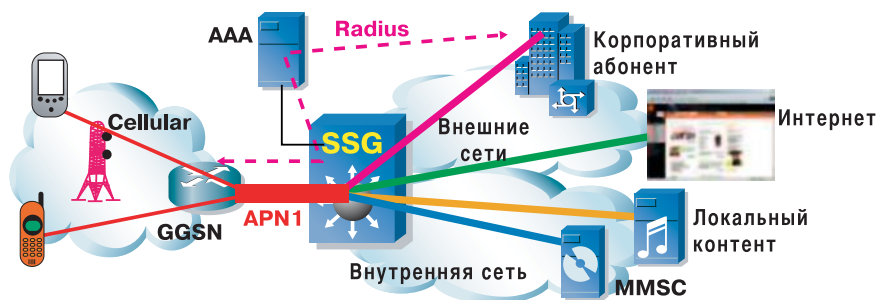 AAA
Radius
Корпоративный
абонент
Cellular
SSG
Внешние
сети
Интернет
GGSN
APN1
Локальный
контент
Внутренняя сеть
MMSC